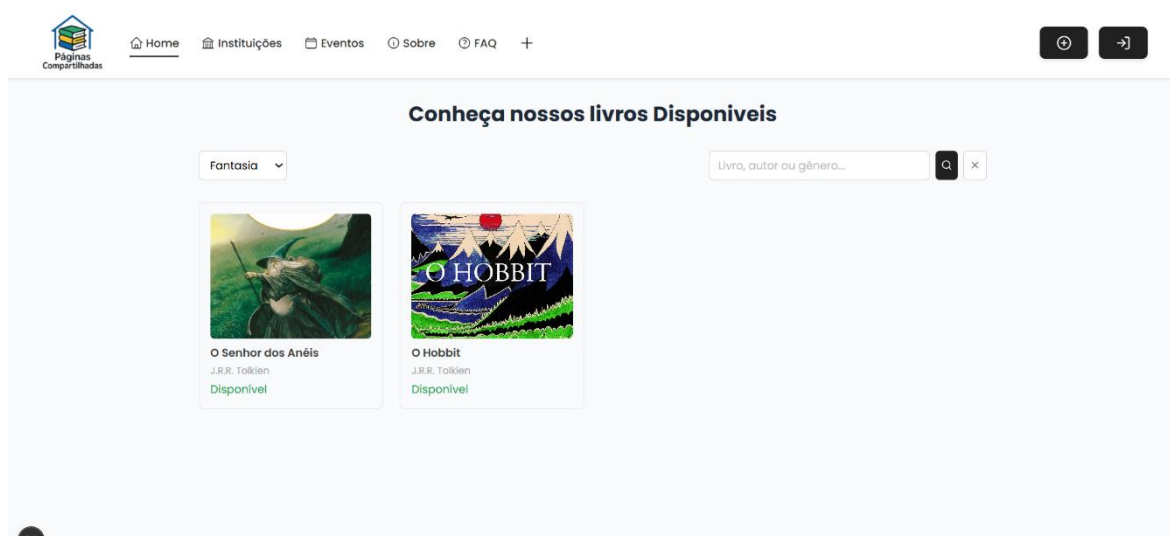 Páginas
Compartilhadas
Home
Instituições
Eventos
Sobre
FAQ
Conheça nossos livros Disponiveis
Fantasia
Livro, autor ou gênero...
O HOBBIT
O Senhor dos Anéis
J.R.R. Tolkien
Disponível
O Hobbit
J.R.R. Tolkien
Disponível